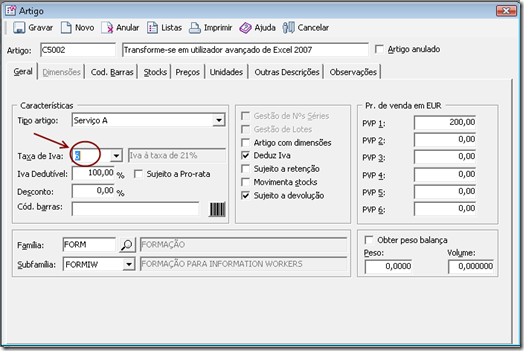 Artigo
Gravar Novo Anular Listas Imprimir Ajuda Cancelar
Artigo: C5002 Transforme-se em utilizador avançado de Excel 2007 Artigo anulado
Geral Dimensões Cod. Barras Stocks Preços Unidades Outras Descrições Observações
Características
Tipo artigo: Serviço A
Taxa de Iva: Iva à taxa de 21%
Iva Dedutível: 100,00 % Sujeito a Pro-rata
Desconto: 0,00 %
Cód. barras:
Gestão de Nºs Séries
Gestão de Lotes
Artigo com dimensões
Deduz Iva
Sujeito a retenção
Movimenta stocks
Sujeito a devolução
Pr. de venda em EUR
PVP 1: 200,00
PVP 2: 0,00
PVP 3: 0,00
PVP 4: 0,00
PVP 5: 0,00
PVP 6: 0,00
Família: FORM FORMAÇÃO
Subfamília: FORMIW FORMAÇÃO PARA INFORMATION WORKERS
Obter peso balança
Peso: Volume:
0,0000 0,000000